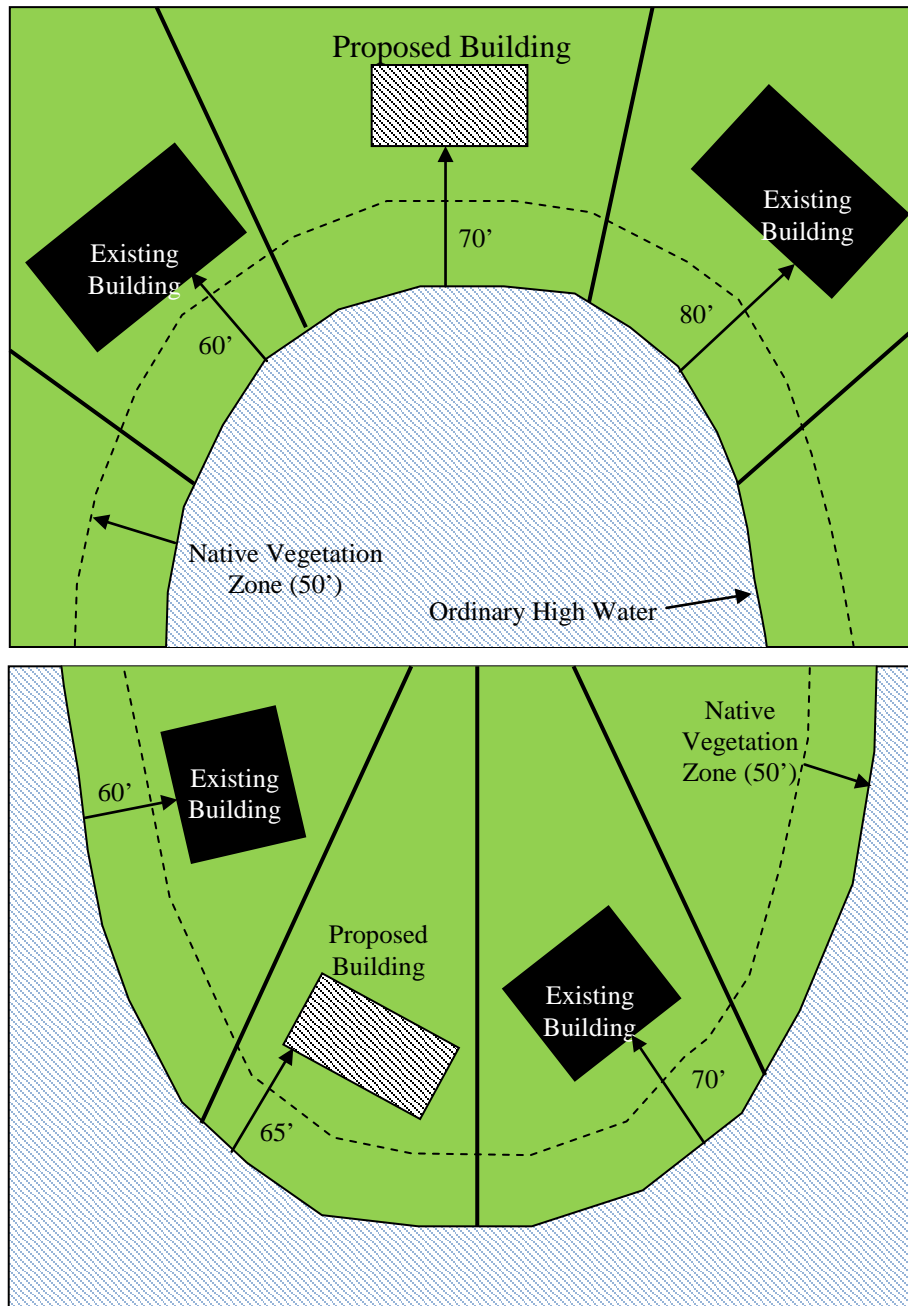 Proposed Building
Existing
Building
Existing
Building
70’
80’
60’
Native Vegetation
Zone (50’)
Ordinary High Water
Native
Vegetation
Zone (50’)
60’
Existing
Building
Proposed
Building
Existing
Building
70’
65’